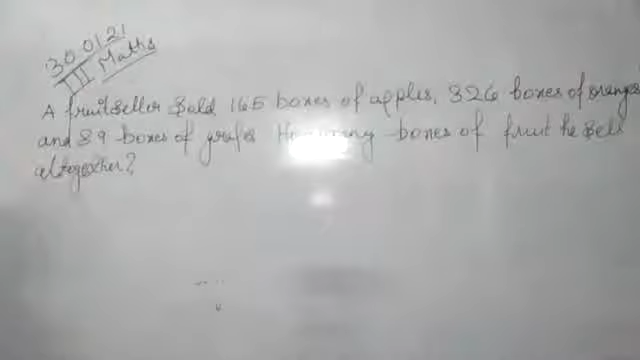 30.01.21
III Maths
A fruitseller Sold 165 boxes of apples, 326 boxes of oranges
and 89 boxes of grapes How many boxes of fruit he Sell
altogether?